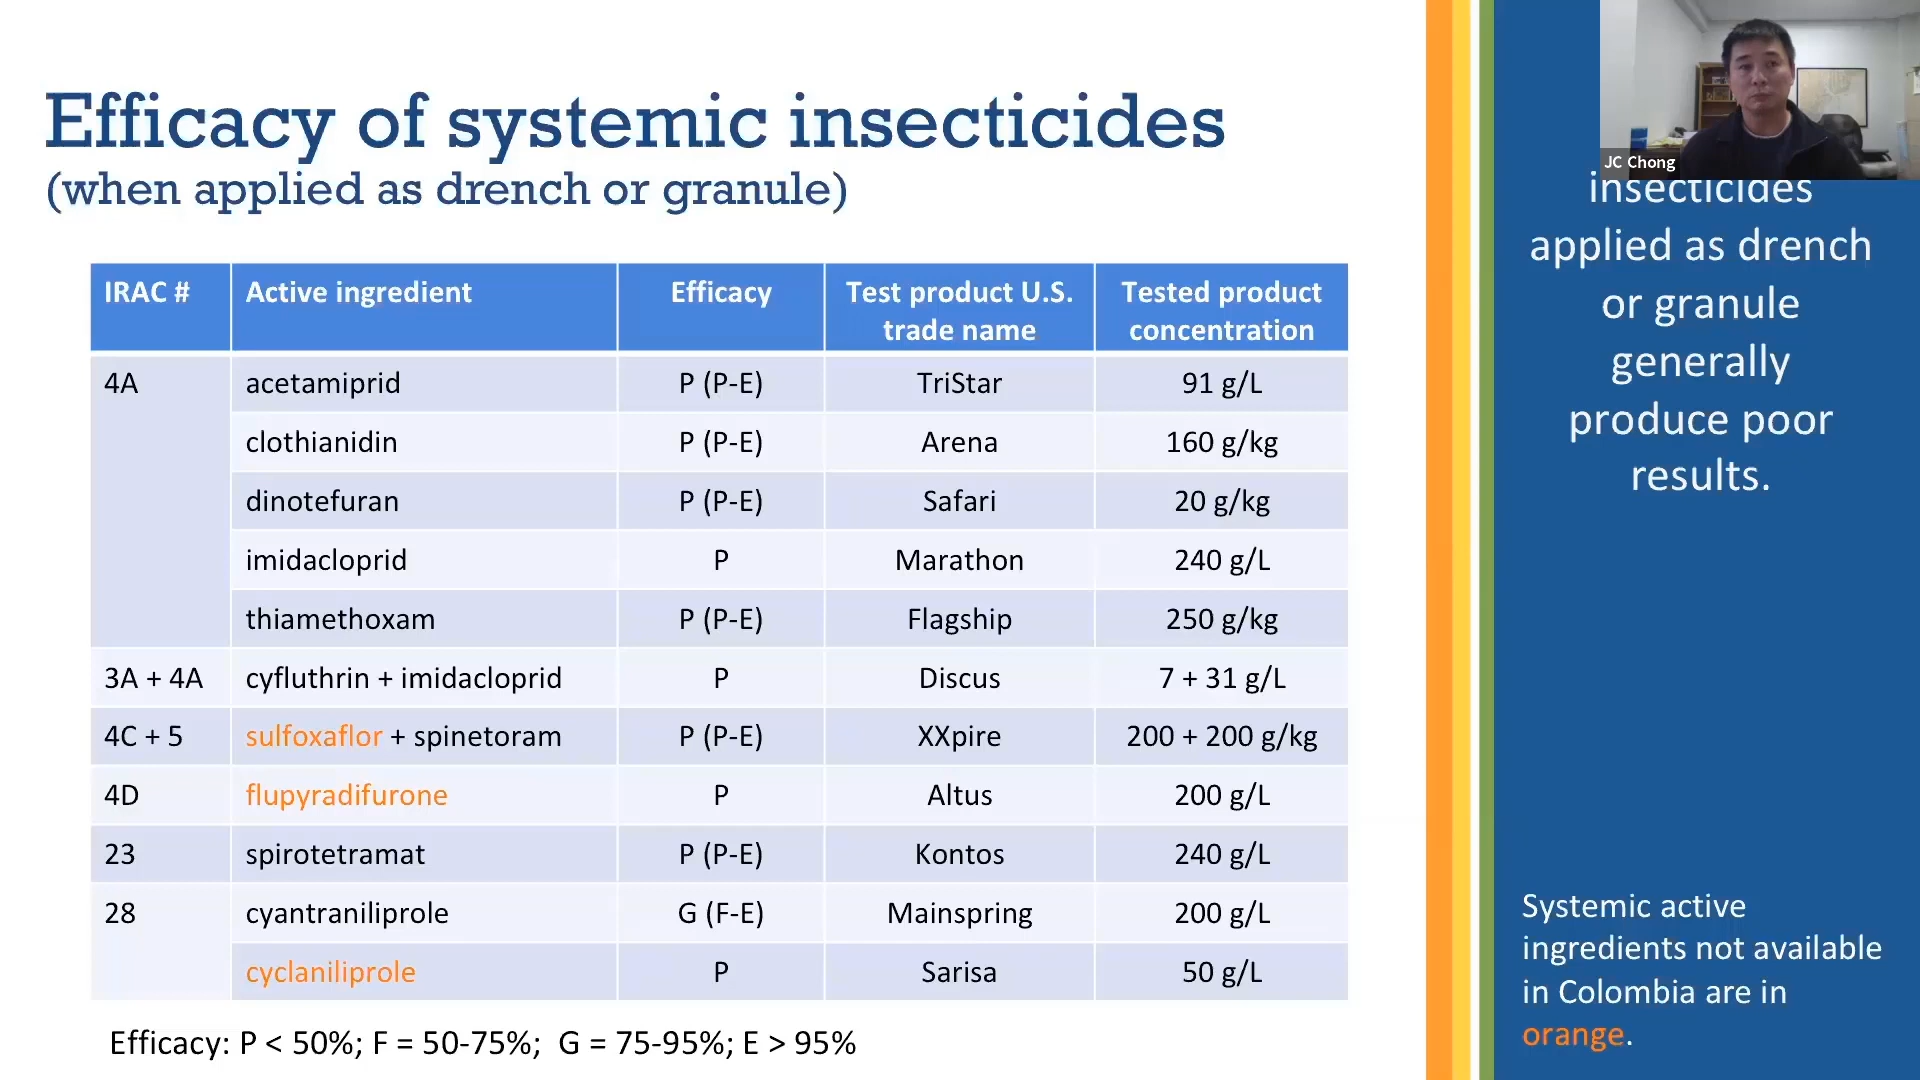 Efficacy of systemic insecticides
(when applied as drench or granule)
IRAC # Active ingredient Efficacy Test product U.S. trade name Tested product concentration
4A acetamiprid P (P-E) TriStar 91 g/L
clothianidin P (P-E) Arena 160 g/kg
dinotefuran P (P-E) Safari 20 g/kg
imidacloprid P Marathon 240 g/L
thiamethoxam P (P-E) Flagship 250 g/kg
3A + 4A cyfluthrin + imidacloprid P Discus 7 + 31 g/L
4C + 5 sulfoxaflor + spinetoram P (P-E) XXpire 200 + 200 g/kg
4D flupyradifurone P Altus 200 g/L
23 spirotetramat P (P-E) Kontos 240 g/L
28 cyantraniliprole G (F-E) Mainspring 200 g/L
cyclaniliprole P Sarisa 50 g/L
Efficacy: P < 50%; F = 50-75%; G = 75-95%; E > 95%
JC Chong
insecticides
applied as drench
or granule
generally
produce poor
results.
Systemic active
ingredients not available
in Colombia are in
orange.